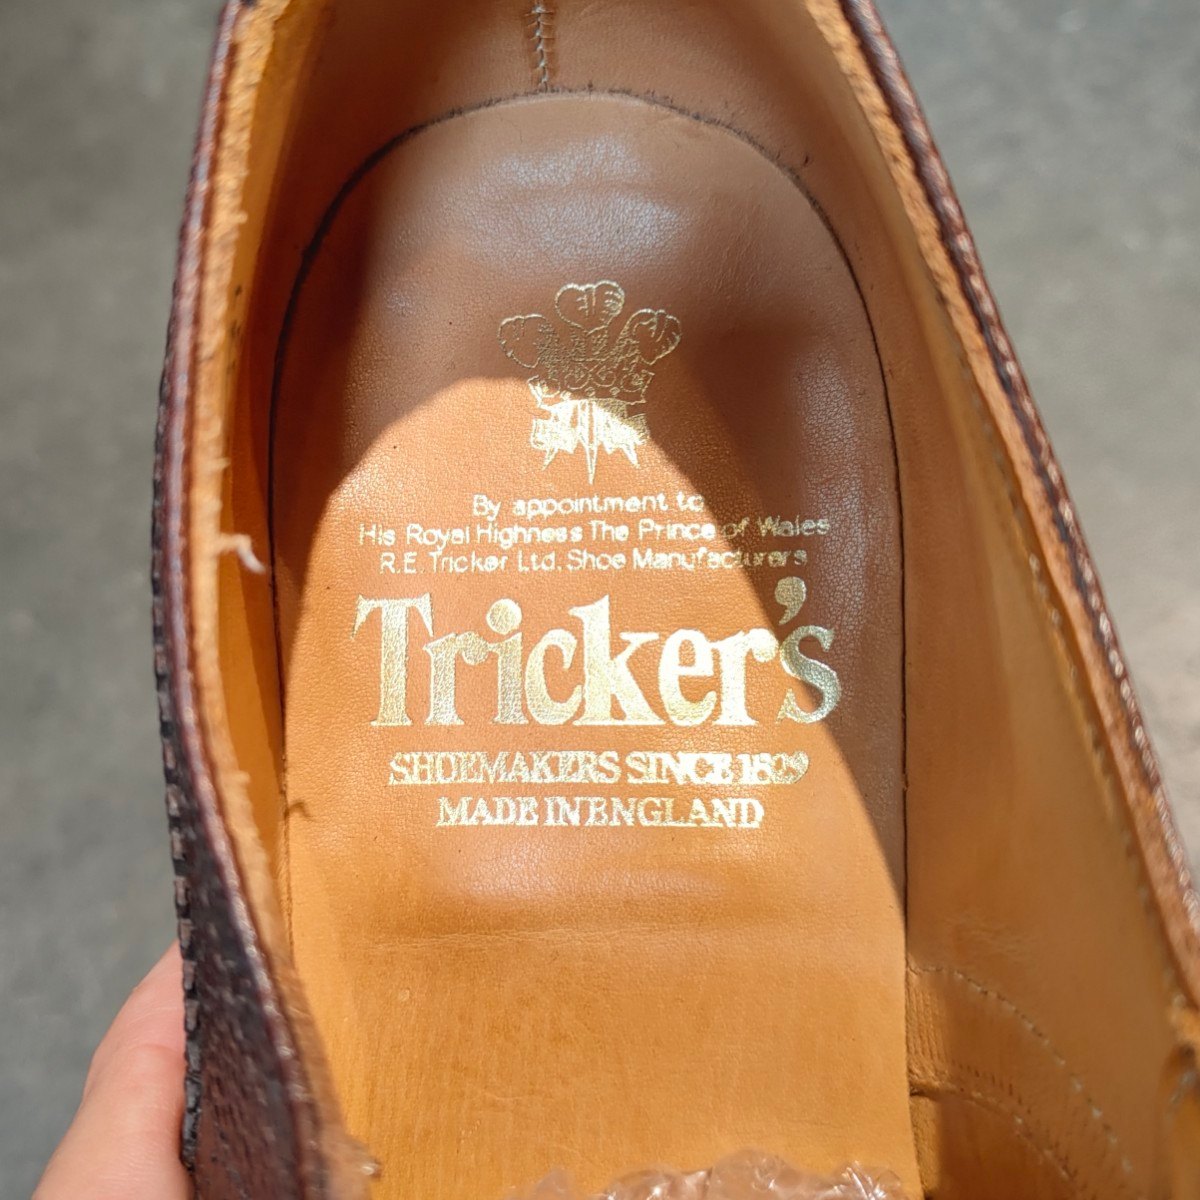 By appointment to
His Royal Highness The Prince of Wales
R.E. Tricker Ltd. Shoe Manufacturers
Tricker's
SHOEMAKERS SINCE 1829
MADE IN ENGLAND